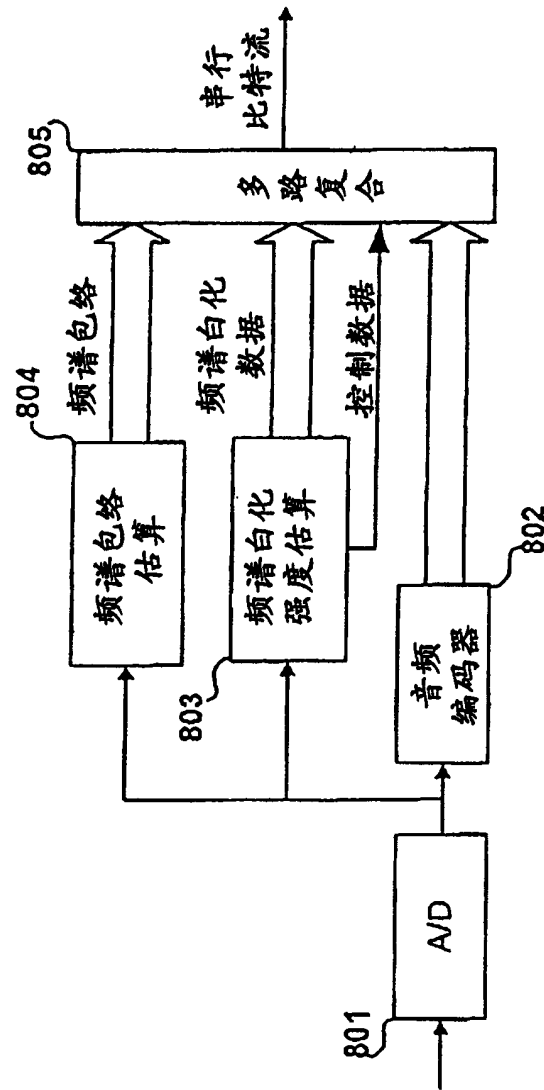 801
A/D
804
频谱包络
估算
频谱包络
803
频谱白化
强度估算
频谱白化
数据
控制数据
音频
编码器
802
805
多路复合
串行
比特流